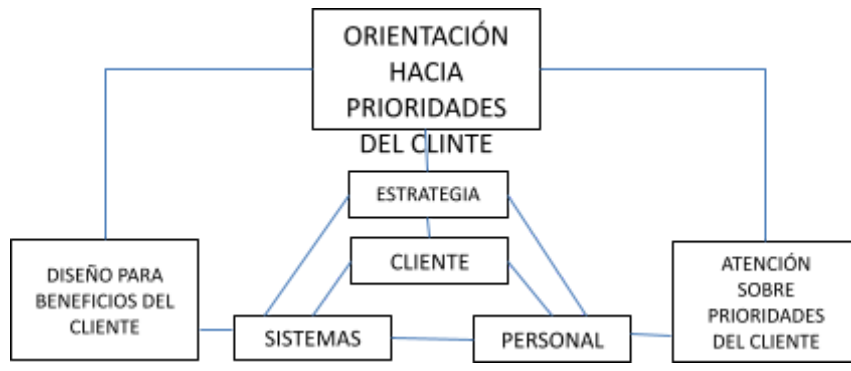 ORIENTACIÓN
HACIA
PRIORIDADES
DEL CLINTE
ESTRATEGIA
CLIENTE
DISEÑO PARA
BENEFICIOS DEL
CLIENTE
SISTEMAS
PERSONAL
ATENCIÓN
SOBRE
PRIORIDADES
DEL CLIENTE